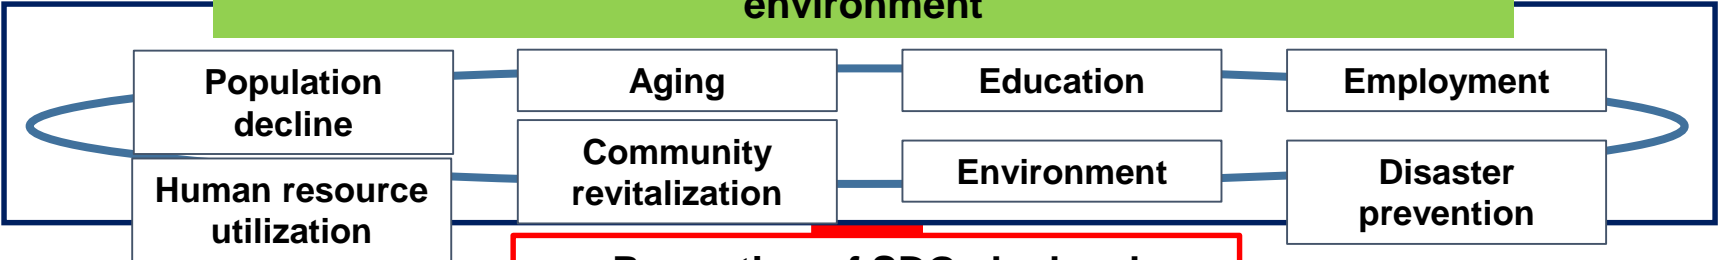 environment
Population
decline
Aging
Education
Employment
Human resource
utilization
Community
revitalization
Environment
Disaster
prevention